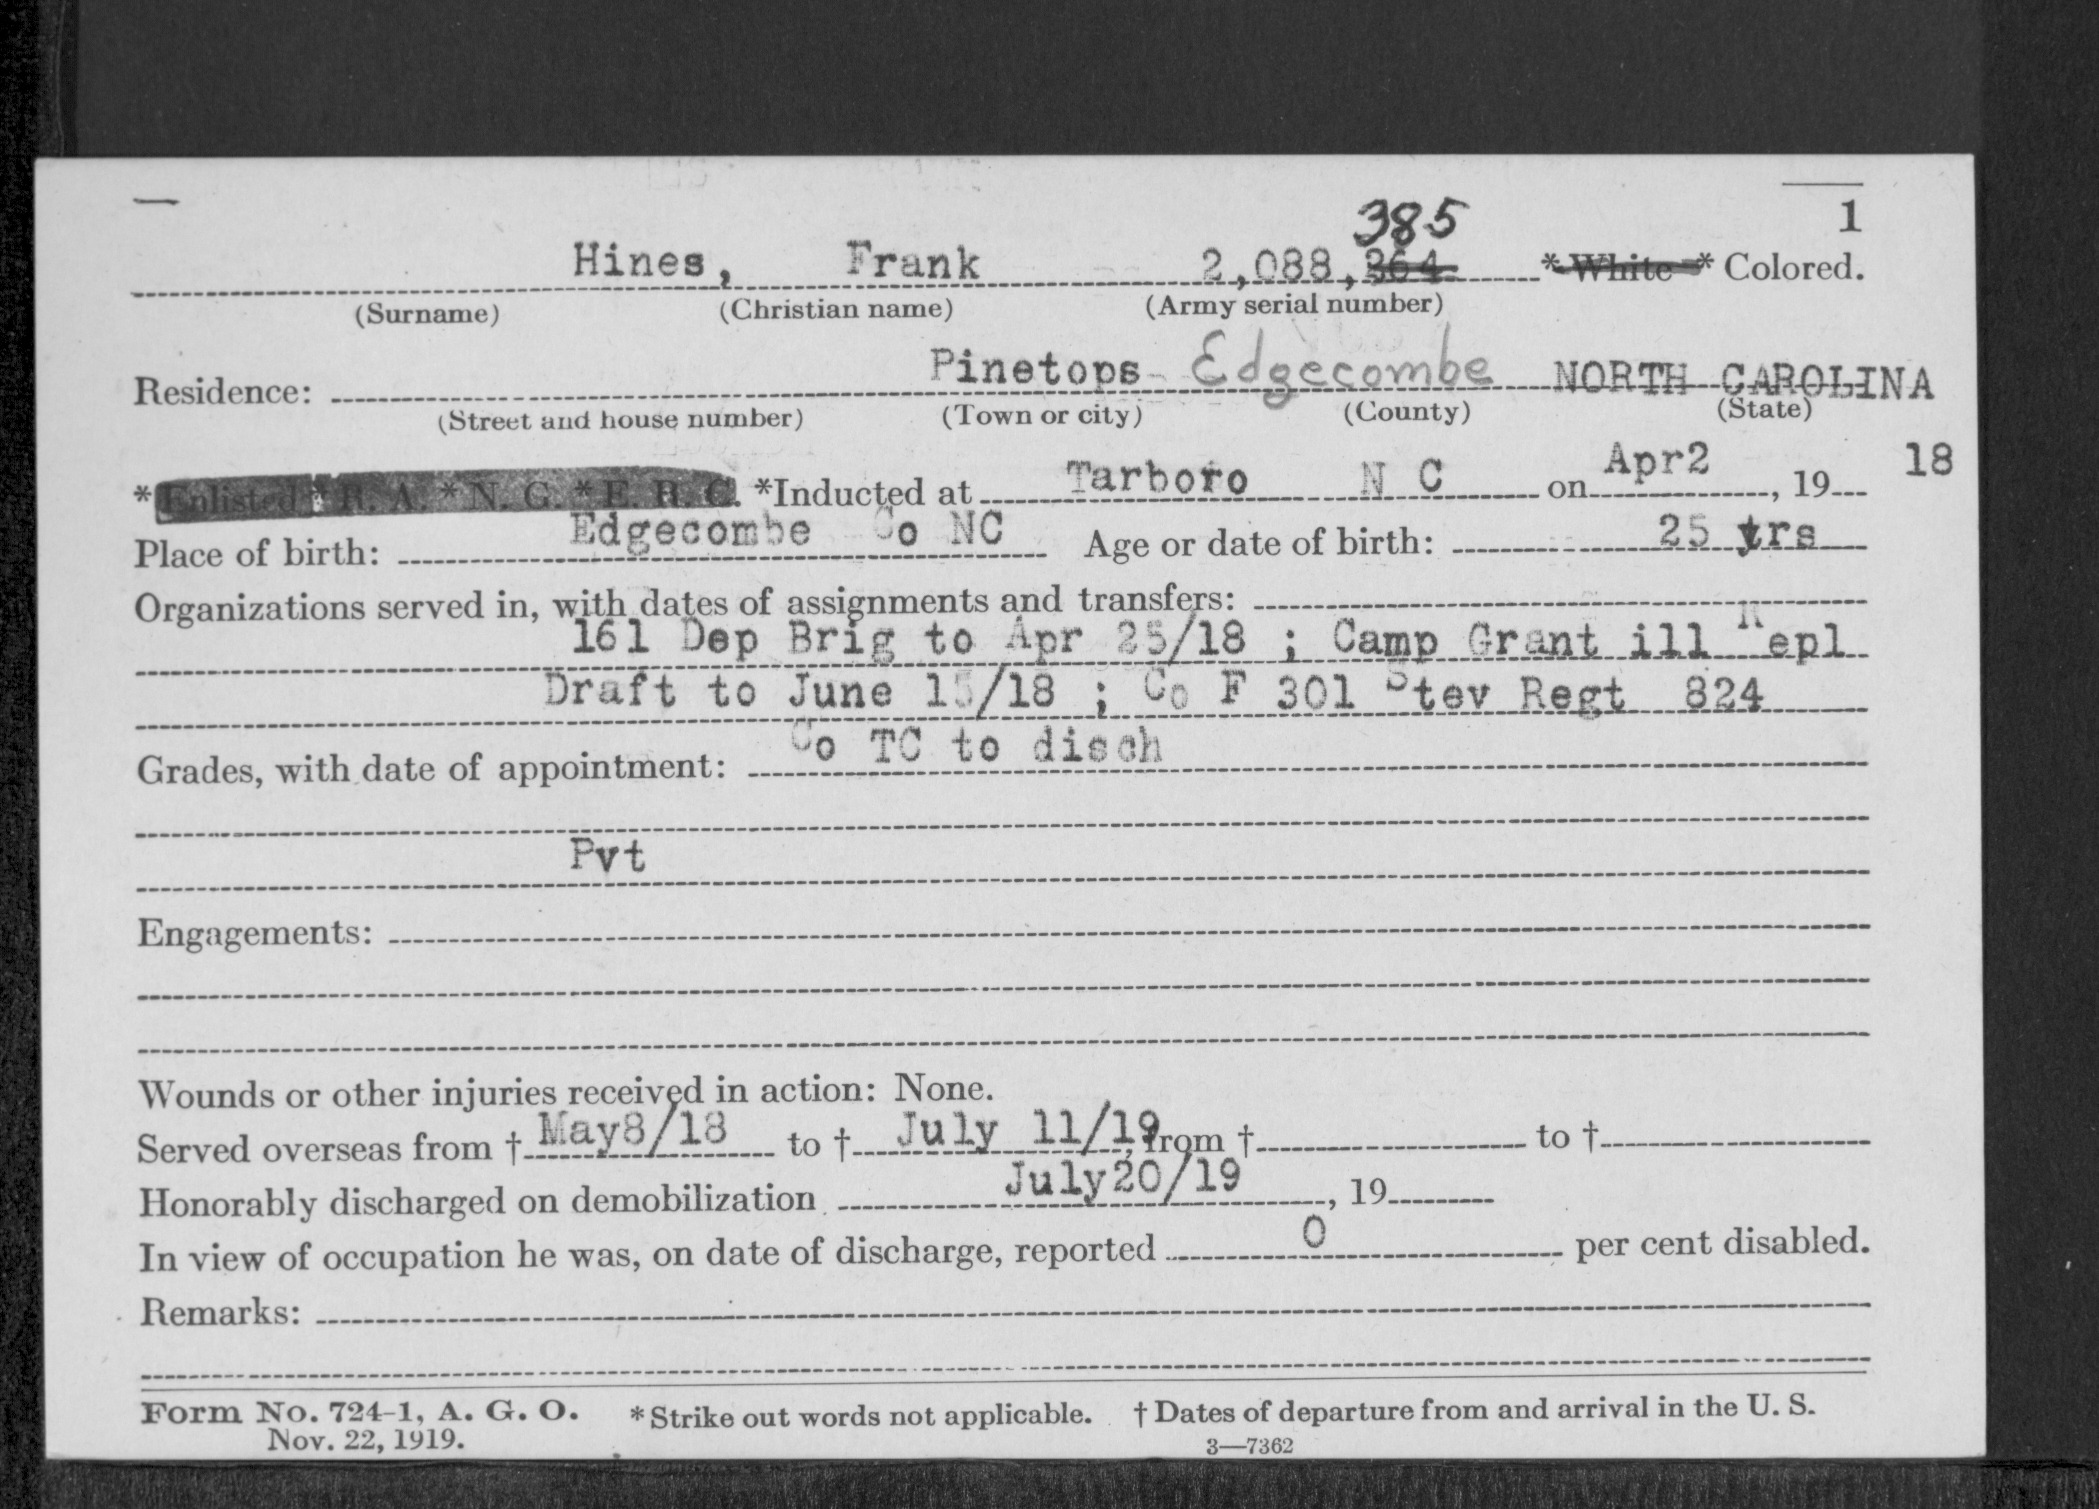 1
385
Hines, Frank 2,088,364 *White *Colored.
(Surname) (Christian name) (Army serial number)
Residence: Pinetops Edgecombe NORTH CAROLINA
(Street and house number) (Town or city) (County) (State)
*Enlisted *R. A. *N. G. *E. R. C. *Inducted at Tarboro N C on Apr2, 19 18
Place of birth: Edgecombe Co NC Age or date of birth: 25 yrs
Organizations served in, with dates of assignments and transfers:
161 Dep Brig to Apr 25/18 ; Camp Grant ill Repl
Draft to June 15/18 ; Co F 301 Stev Regt 824
Co TC to disch
Grades, with date of appointment:
Pvt
Engagements:
Wounds or other injuries received in action: None.
Served overseas from † May8/18 to † July 11/19, from † to †
Honorably discharged on demobilization July20/19, 19
In view of occupation he was, on date of discharge, reported 0 per cent disabled.
Remarks:
Form No. 724-1, A. G. O. *Strike out words not applicable. † Dates of departure from and arrival in the U. S.
Nov. 22, 1919. 3—7362